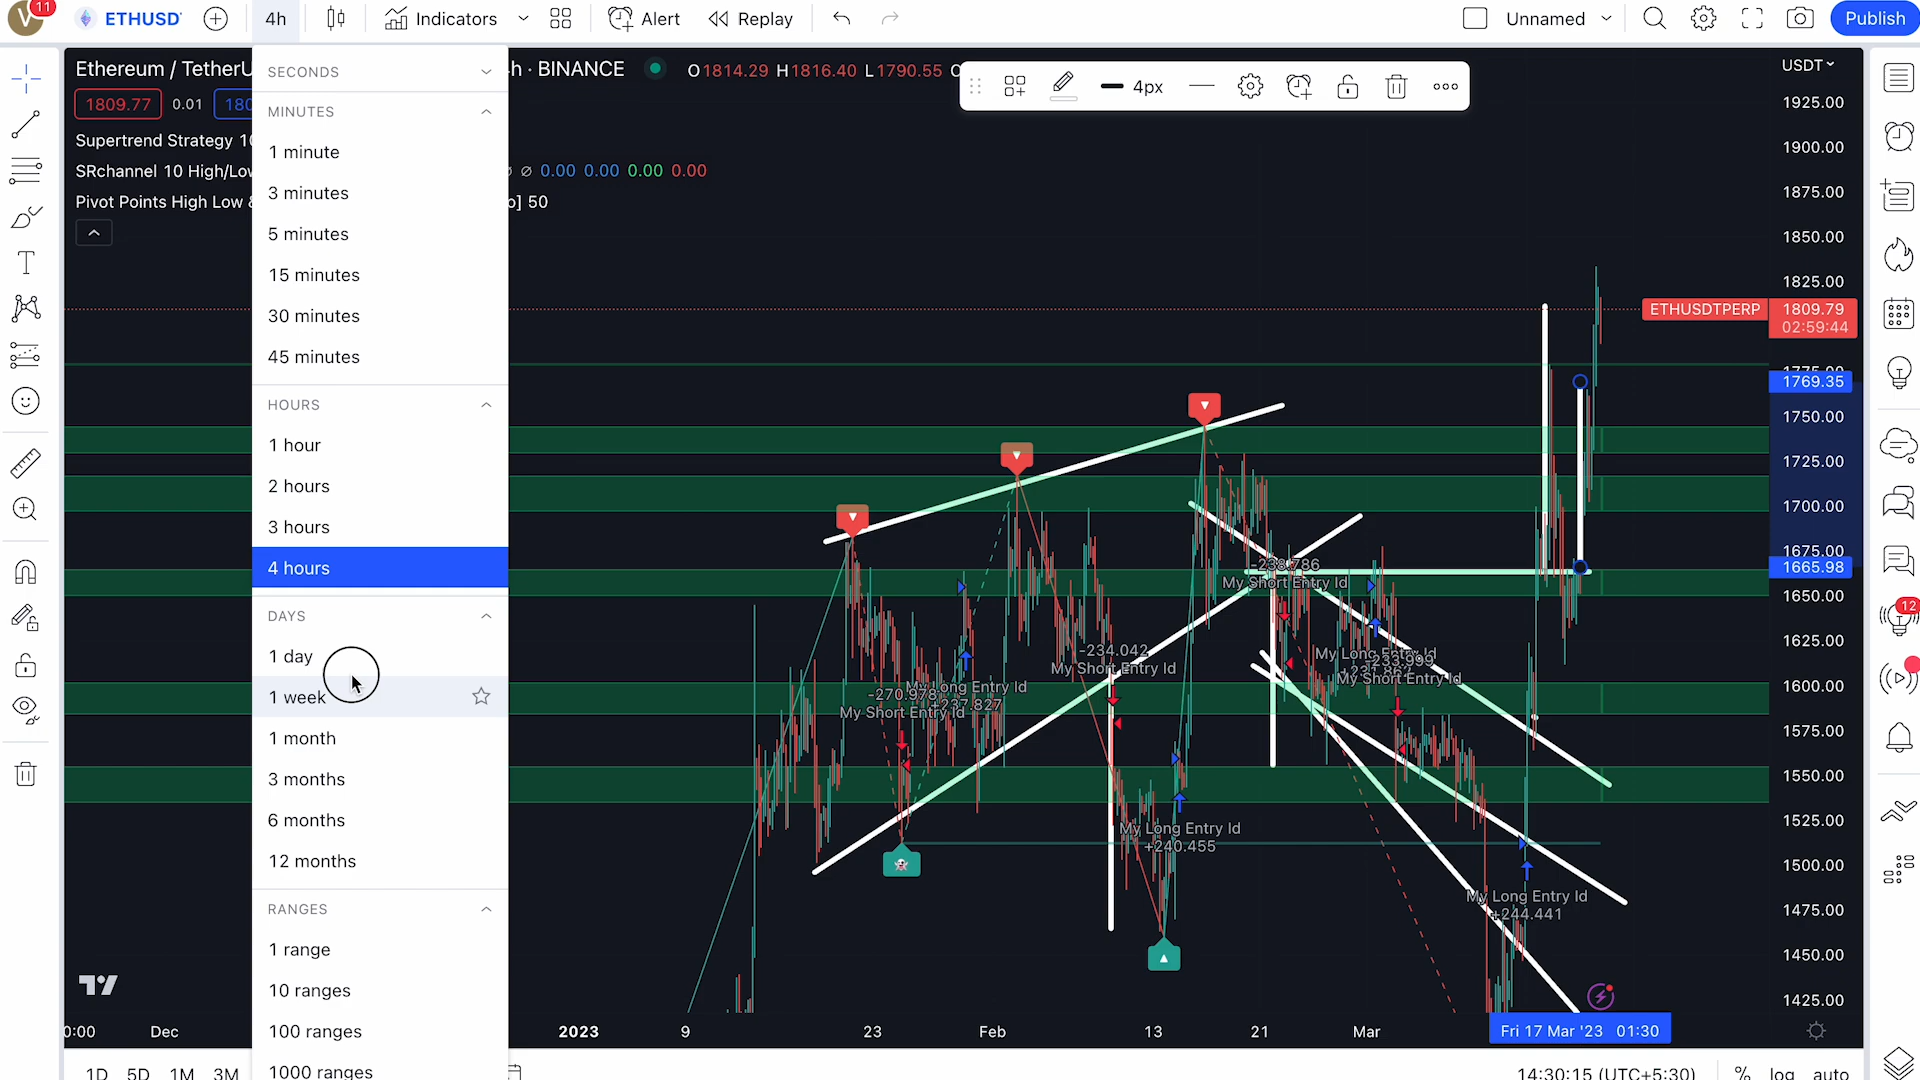 V 11 ETHUSD 4h Indicators Alert Replay Unnamed Publish
Ethereum / TetherU h · BINANCE O1814.29 H1816.40 L1790.55
1809.77 0.01 180
Supertrend Strategy 10
SRchannel 10 High/Low ∅ ∅ 0.00 0.00 0.00 0.00
Pivot Points High Low & o] 50
4px
SECONDS
MINUTES
1 minute
3 minutes
5 minutes
15 minutes
30 minutes
45 minutes
HOURS
1 hour
2 hours
3 hours
4 hours
DAYS
1 day
1 week
1 month
3 months
6 months
12 months
RANGES
1 range
10 ranges
100 ranges
1000 ranges
USDT
1925.00
1900.00
1875.00
1850.00
1825.00
ETHUSDTPERP 1809.79
02:59:44
1775.00
1769.35
1750.00
1725.00
1700.00
1675.00
1665.98
1650.00
1625.00
1600.00
1575.00
1550.00
1525.00
1500.00
1475.00
1450.00
1425.00
-238.786
My Short Entry Id
-234.042
My Short Entry Id
My Long Entry Id
-233.999
My Short Entry Id
My Long Entry Id
-270.978
+237.827
My Short Entry Id
My Long Entry Id
+240.455
My Long Entry Id
+244.441
12
0:00 Dec 2023 9 23 Feb 13 21 Mar Fri 17 Mar '23 01:30
1D 5D 1M 3M 14:30:15 (UTC+5:30) % log auto